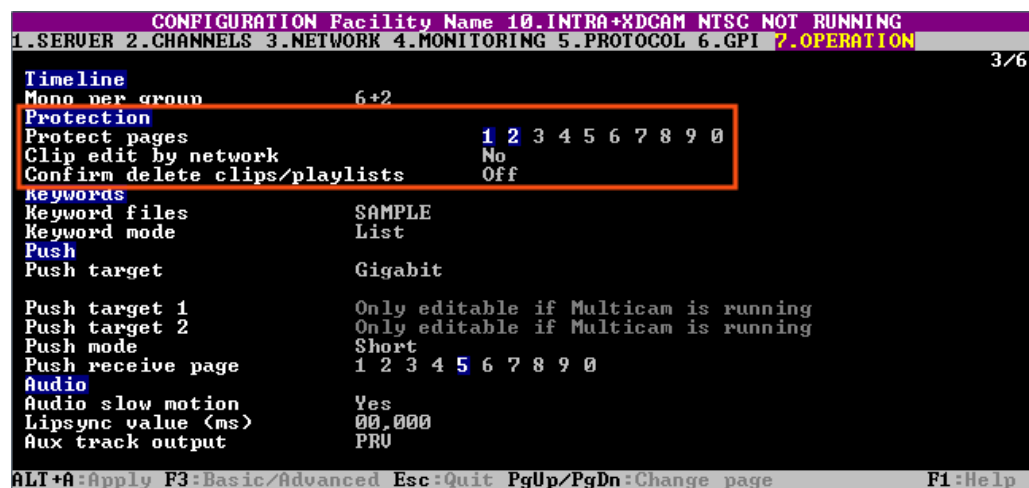 CONFIGURATION Facility Name 10.INTRA+XDCAM NTSC NOT RUNNING
1.SERVER 2.CHANNELS 3.NETWORK 4.MONITORING 5.PROTOCOL 6.GPI 7.OPERATION
3/6
Timeline
Mono per group 6+2
Protection
Protect pages 1 2 3 4 5 6 7 8 9 0
Clip edit by network No
Confirm delete clips/playlists Off
Keywords
Keyword files SAMPLE
Keyword mode List
Push
Push target Gigabit
Push target 1 Only editable if Multicam is running
Push target 2 Only editable if Multicam is running
Push mode Short
Push receive page 1 2 3 4 5 6 7 8 9 0
Audio
Audio slow motion Yes
Lipsync value (ms) 00,000
Aux track output PRV
ALT+A:Apply F3:Basic/Advanced Esc:Quit PgUp/PgDn:Change page F1:Help